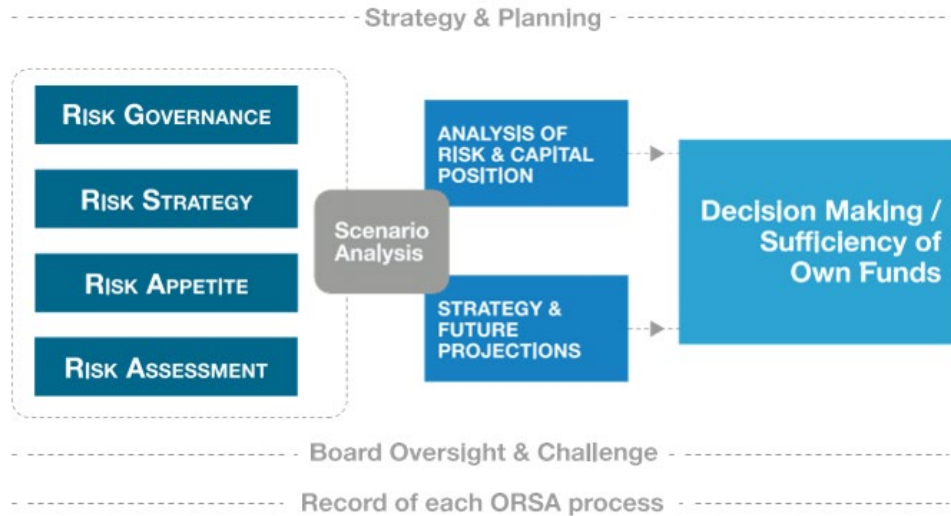 Strategy & Planning
RISK GOVERNANCE
RISK STRATEGY
RISK APPETITE
RISK ASSESSMENT
Scenario
Analysis
ANALYSIS OF
RISK & CAPITAL
POSITION
STRATEGY &
FUTURE
PROJECTIONS
Decision Making /
Sufficiency of
Own Funds
Board Oversight & Challenge
Record of each ORSA process